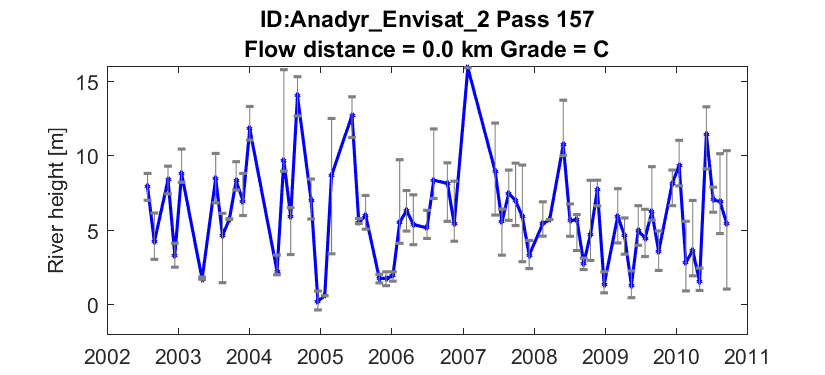 ID:Anadyr_Envisat_2 Pass 157
Flow distance = 0.0 km Grade = C
River height [m]
15
10
5
0
2002 2003 2004 2005 2006 2007 2008 2009 2010 2011